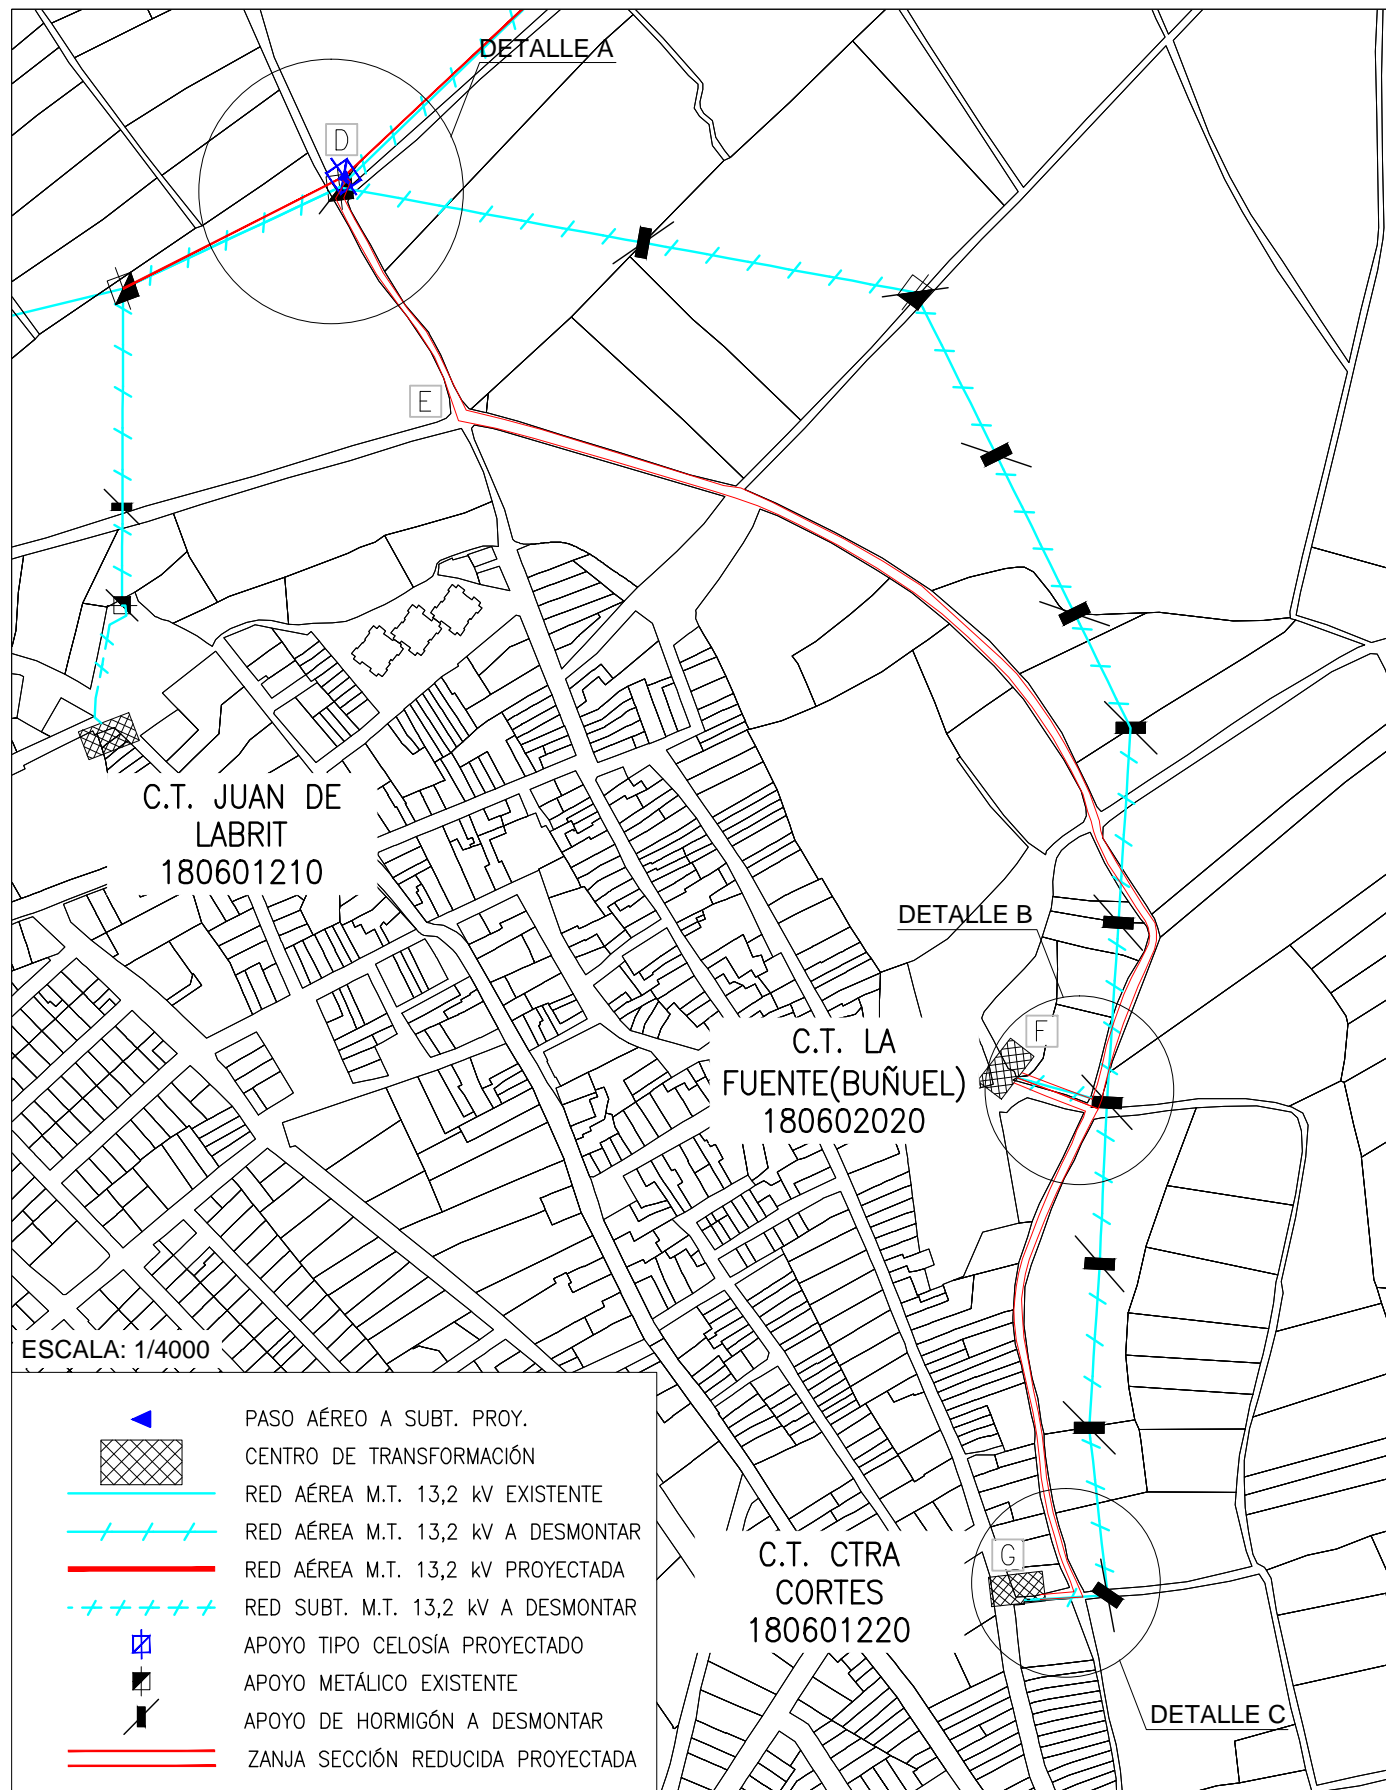 DETALLE A
D
E
C.T. JUAN DE
LABRIT
180601210
DETALLE B
F
C.T. LA
FUENTE(BUÑUEL)
180602020
ESCALA: 1/4000
PASO AÉREO A SUBT. PROY.
CENTRO DE TRANSFORMACIÓN
RED AÉREA M.T. 13,2 kV EXISTENTE
RED AÉREA M.T. 13,2 kV A DESMONTAR
RED AÉREA M.T. 13,2 kV PROYECTADA
RED SUBT. M.T. 13,2 kV A DESMONTAR
APOYO TIPO CELOSÍA PROYECTADO
APOYO METÁLICO EXISTENTE
APOYO DE HORMIGÓN A DESMONTAR
ZANJA SECCIÓN REDUCIDA PROYECTADA
G
C.T. CTRA
CORTES
180601220
DETALLE C